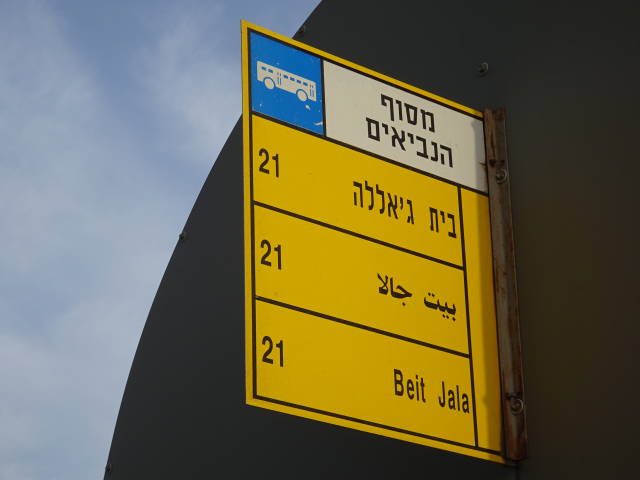 מסוף
הנביאים
21 בית ג'אללה
21 بيت جالا
21 Beit Jala